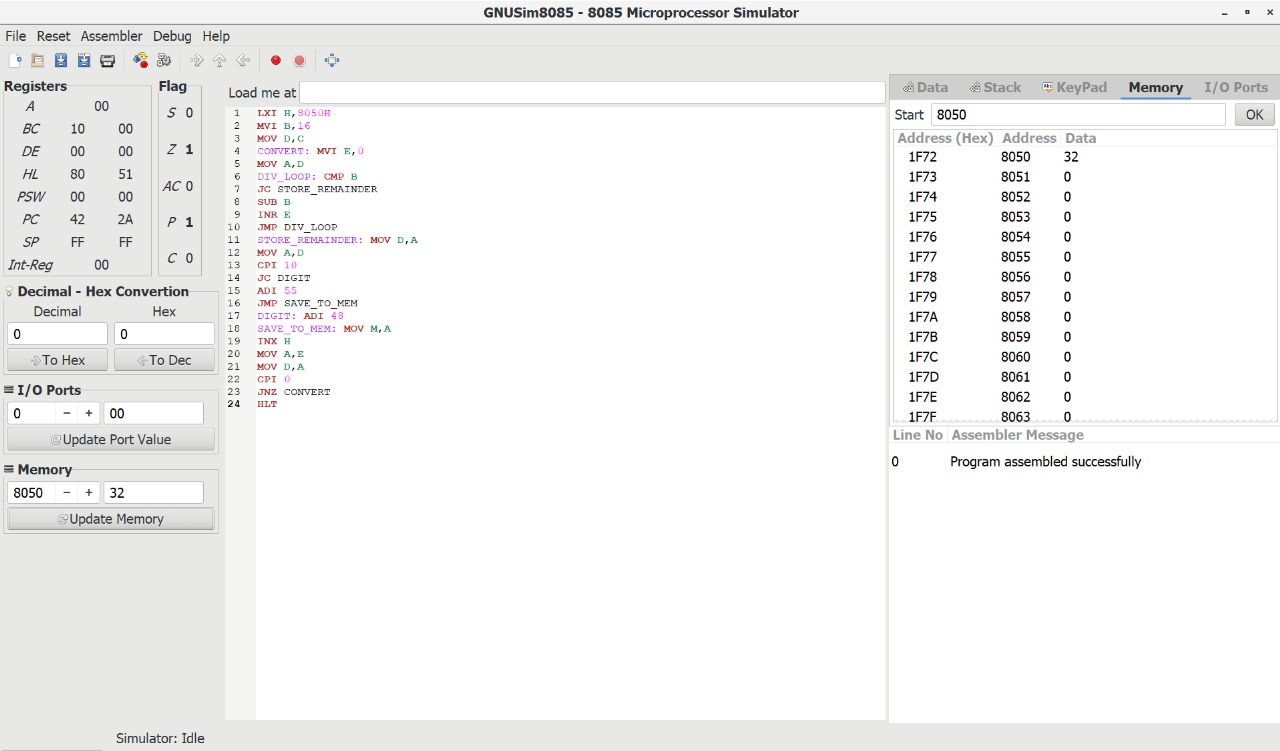 GNUSim8085 - 8085 Microprocessor Simulator
File Reset Assembler Debug Help
Registers
A 00
BC 10 00
DE 00 00
HL 80 51
PSW 00 00
PC 42 2A
SP FF FF
Int-Reg 00
Flag
S 0
Z 1
AC 0
P 1
C 0
Decimal - Hex Convertion
Decimal Hex
0 0
To Hex To Dec
I/O Ports
0 - + 00
Update Port Value
Memory
8050 - + 32
Update Memory
Load me at
1 LXI H,8050H
2 MVI B,16
3 MOV D,C
4 CONVERT: MVI E,0
5 MOV A,D
6 DIV_LOOP: CMP B
7 JC STORE_REMAINDER
8 SUB B
9 INR E
10 JMP DIV_LOOP
11 STORE_REMAINDER: MOV D,A
12 MOV A,D
13 CPI 10
14 JC DIGIT
15 ADI 55
16 JMP SAVE_TO_MEM
17 DIGIT: ADI 48
18 SAVE_TO_MEM: MOV M,A
19 INX H
20 MOV A,E
21 MOV D,A
22 CPI 0
23 JNZ CONVERT
24 HLT
Data Stack KeyPad Memory I/O Ports
Start 8050 OK
Address (Hex) Address Data
1F72 8050 32
1F73 8051 0
1F74 8052 0
1F75 8053 0
1F76 8054 0
1F77 8055 0
1F78 8056 0
1F79 8057 0
1F7A 8058 0
1F7B 8059 0
1F7C 8060 0
1F7D 8061 0
1F7E 8062 0
1F7F 8063 0
Line No Assembler Message
0 Program assembled successfully
Simulator: Idle